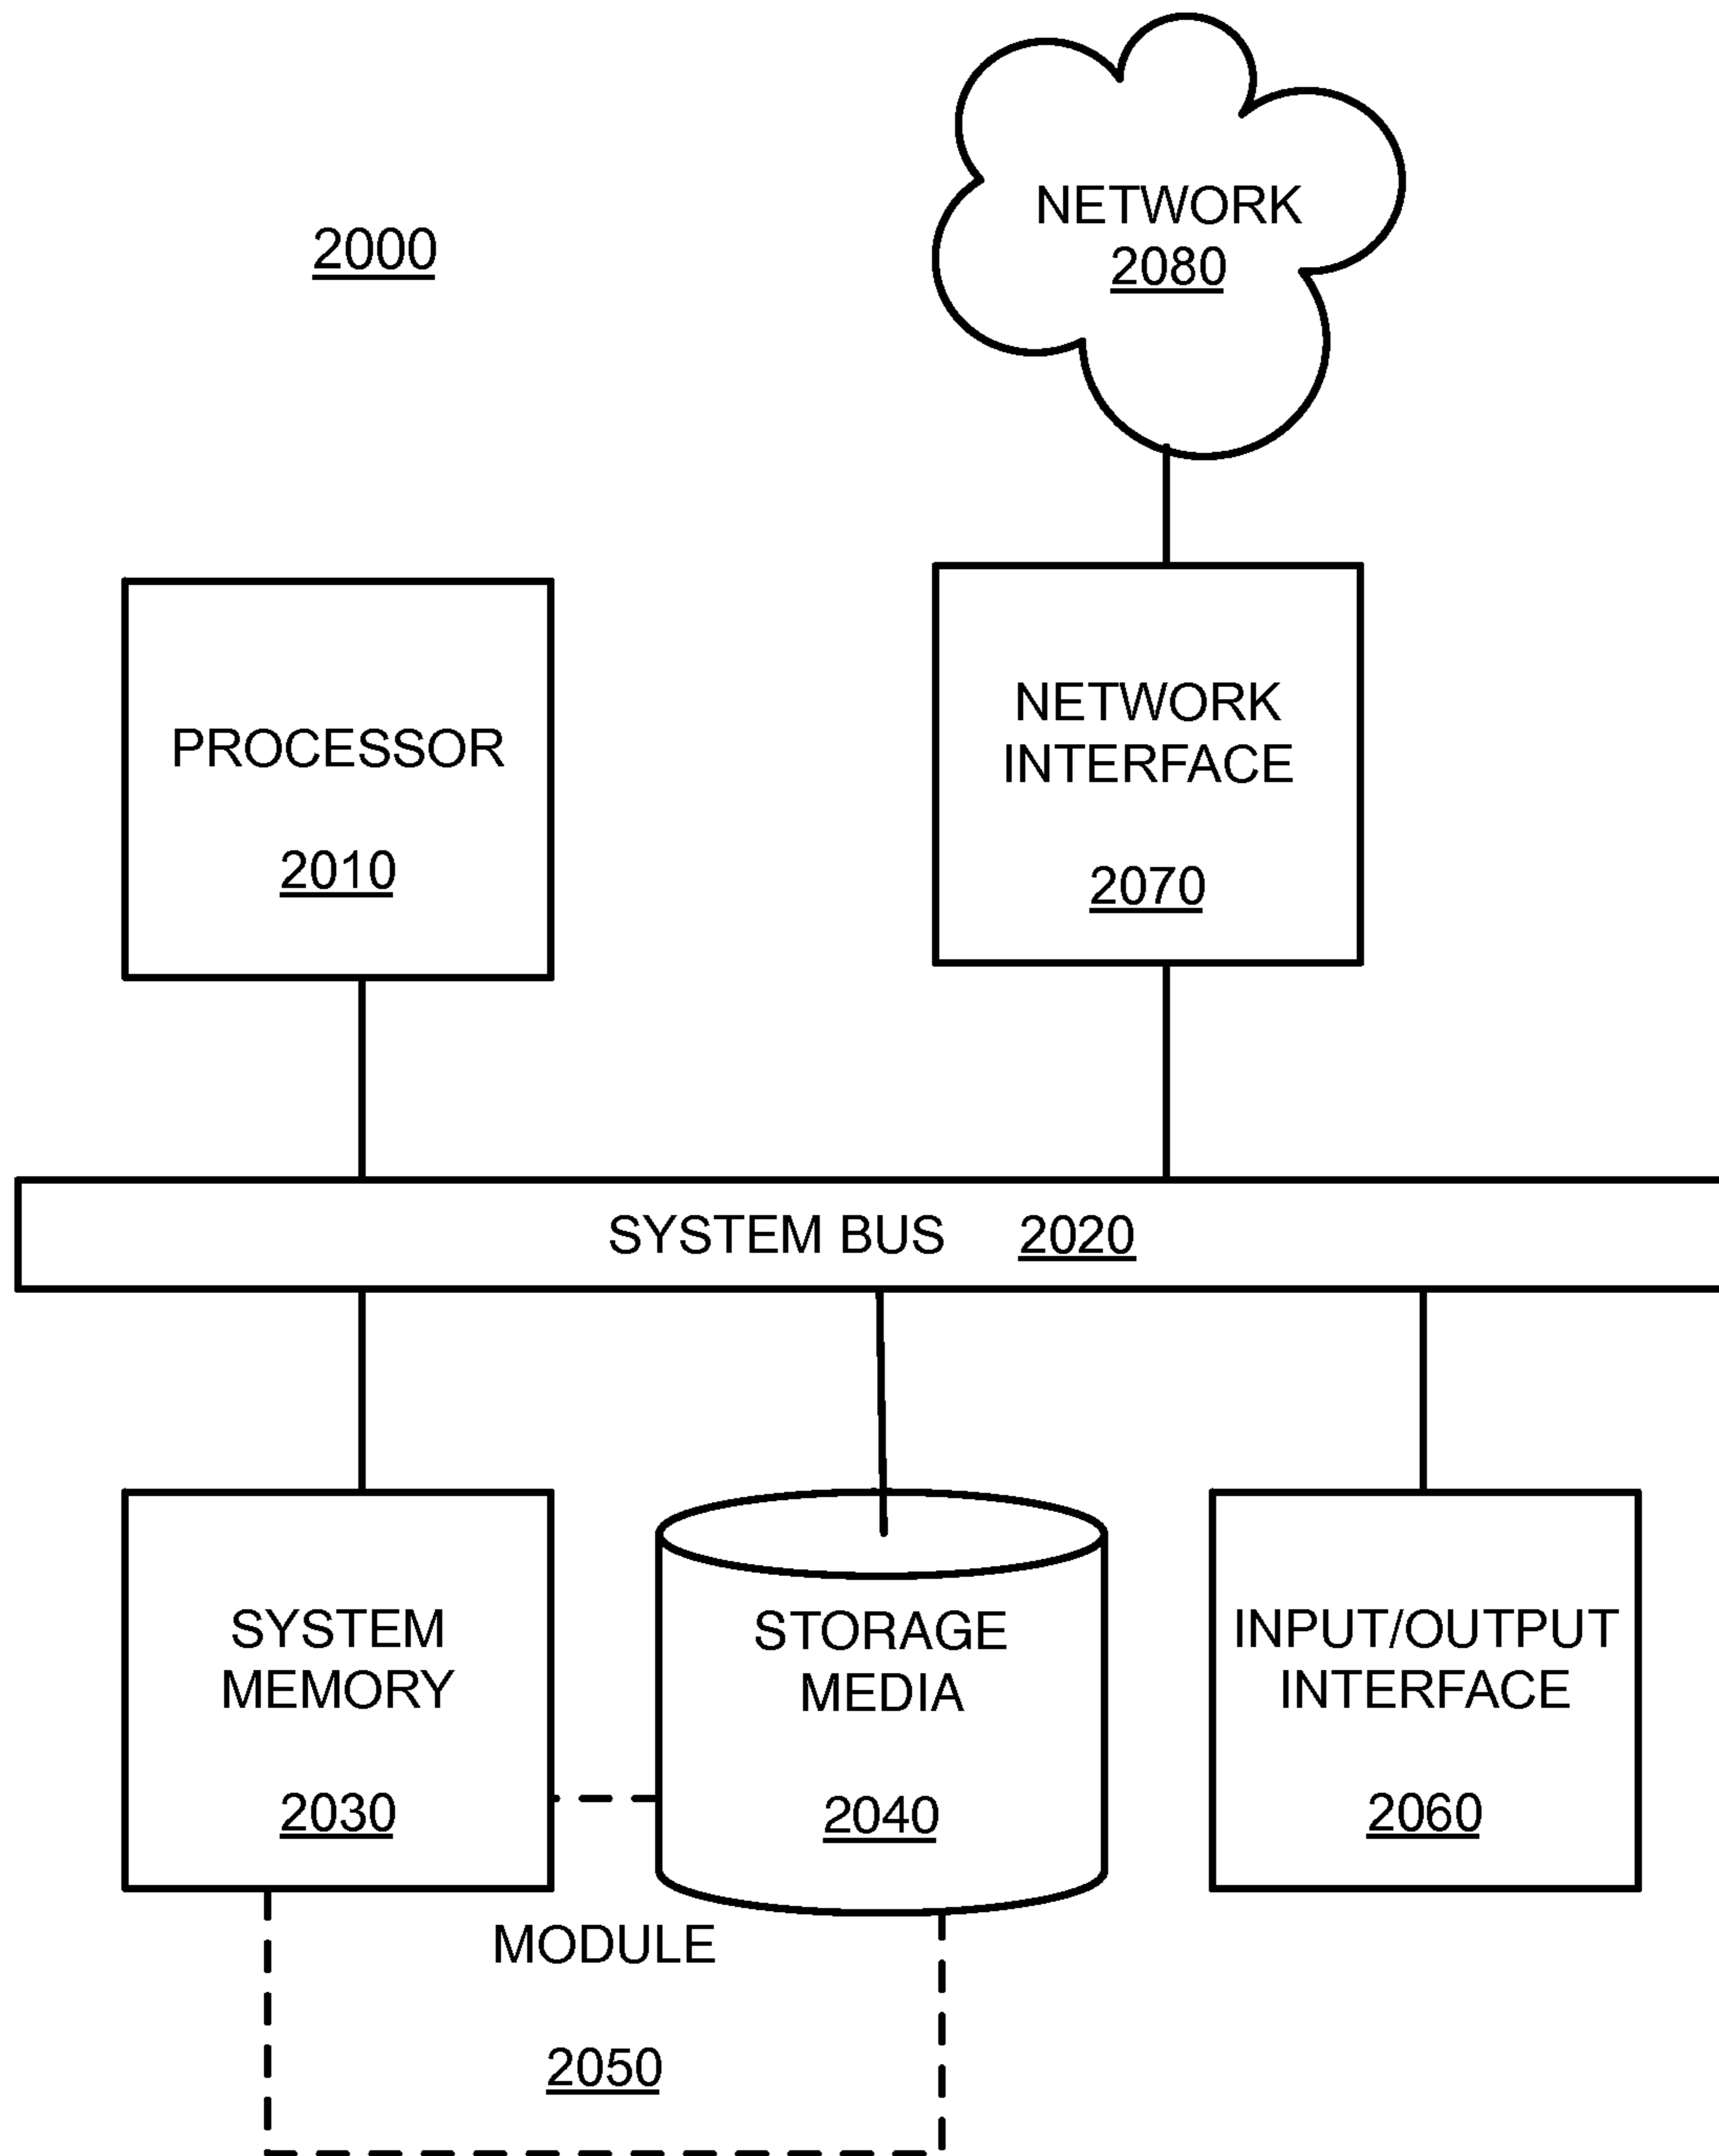 NETWORK
2080
2000
PROCESSOR
2010
NETWORK
INTERFACE
2070
SYSTEM BUS 2020
SYSTEM
MEMORY
2030
STORAGE
MEDIA
2040
INPUT/OUTPUT
INTERFACE
2060
MODULE
2050